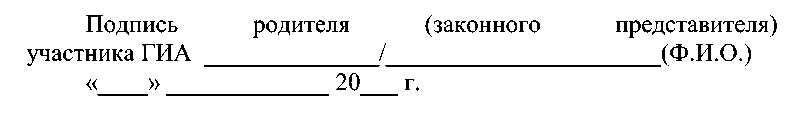 Подпись родителя (законного представителя)
участника ГИА ______________/______________________(Ф.И.О.)
«____» _____________ 20___ г.